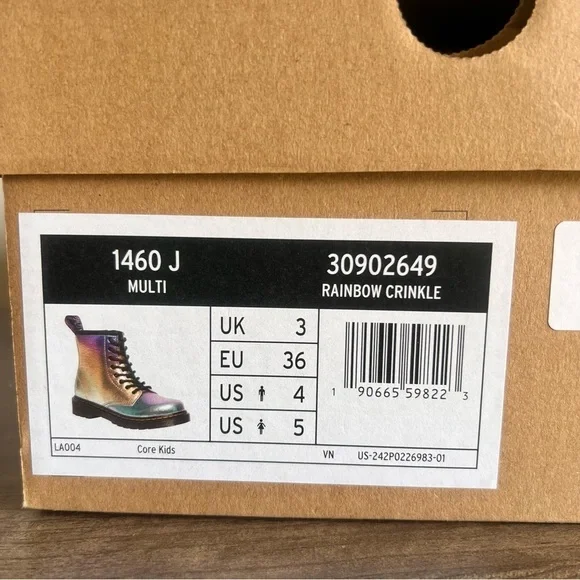 1460 J
MULTI
30902649
RAINBOW CRINKLE
UK 3
EU 36
US 4
US 5
1 90665 59822 3
LA004 Core Kids VN US-242P0226983-01